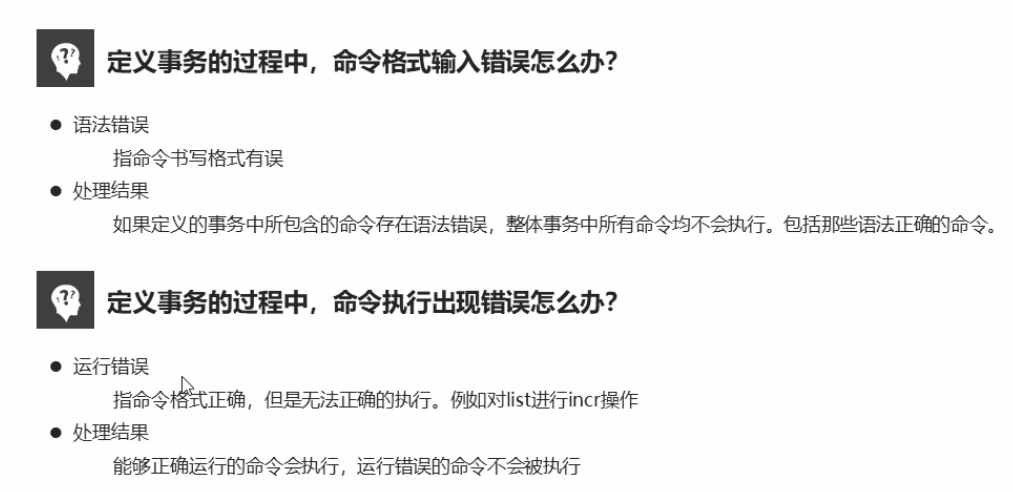 定义事务的过程中，命令格式输入错误怎么办？
● 语法错误
指命令书写格式有误
● 处理结果
如果定义的事务中所包含的命令存在语法错误，整体事务中所有命令均不会执行。包括那些语法正确的命令。
定义事务的过程中，命令执行出现错误怎么办？
● 运行错误
指命令格式正确，但是无法正确的执行。例如对list进行incr操作
● 处理结果
能够正确运行的命令会执行，运行错误的命令不会被执行